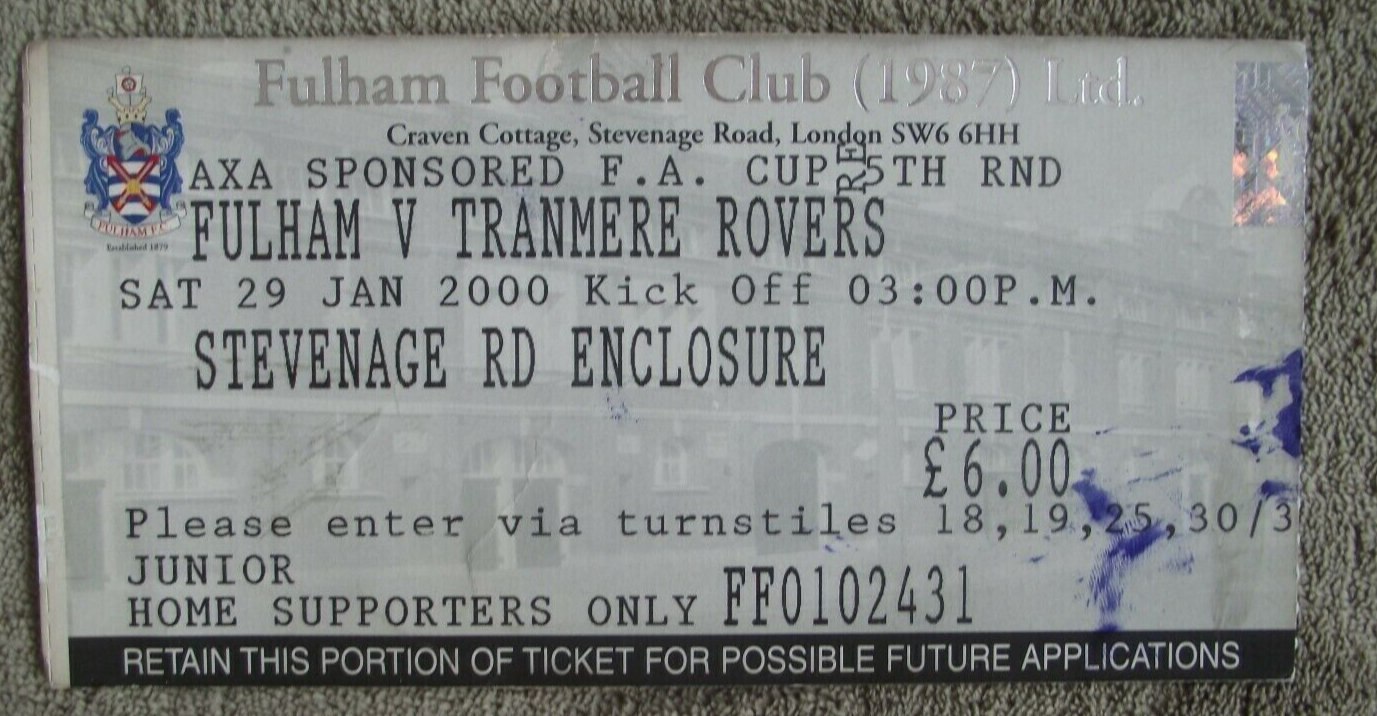 Fulham Football Club (1987) Ltd.
Craven Cottage, Stevenage Road, London SW6 6HH
AXA SPONSORED F.A. CUP 5TH RND
RE
FULHAM V TRANMERE ROVERS
FULHAM F.C.
Established 1879
SAT 29 JAN 2000 Kick Off 03:00P.M.
STEVENAGE RD ENCLOSURE
PRICE
£6.00
Please enter via turnstiles 18,19,25,30/3
JUNIOR
HOME SUPPORTERS ONLY FF0102431
RETAIN THIS PORTION OF TICKET FOR POSSIBLE FUTURE APPLICATIONS